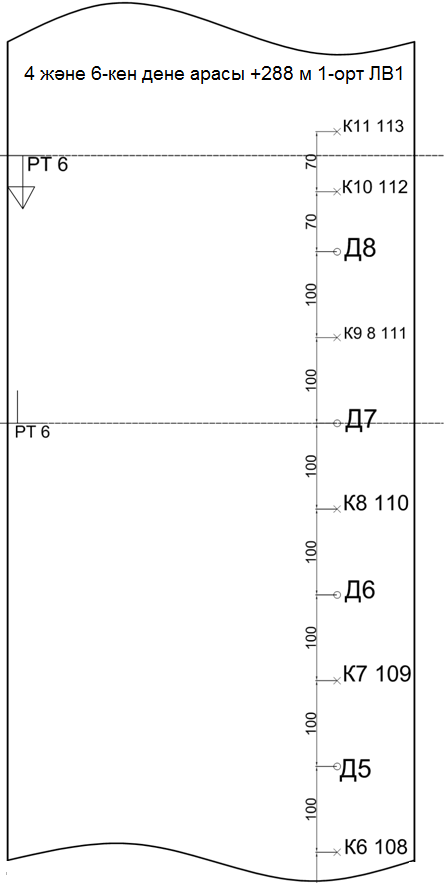 4 және 6-кен дене арасы +288 м 1-орт ЛВ1
К11 113
70
РТ 6
К10 112
70
Д8
100
К9 8 111
100
Д7
РТ 6
100
К8 110
100
Д6
100
К7 109
100
Д5
100
К6 108